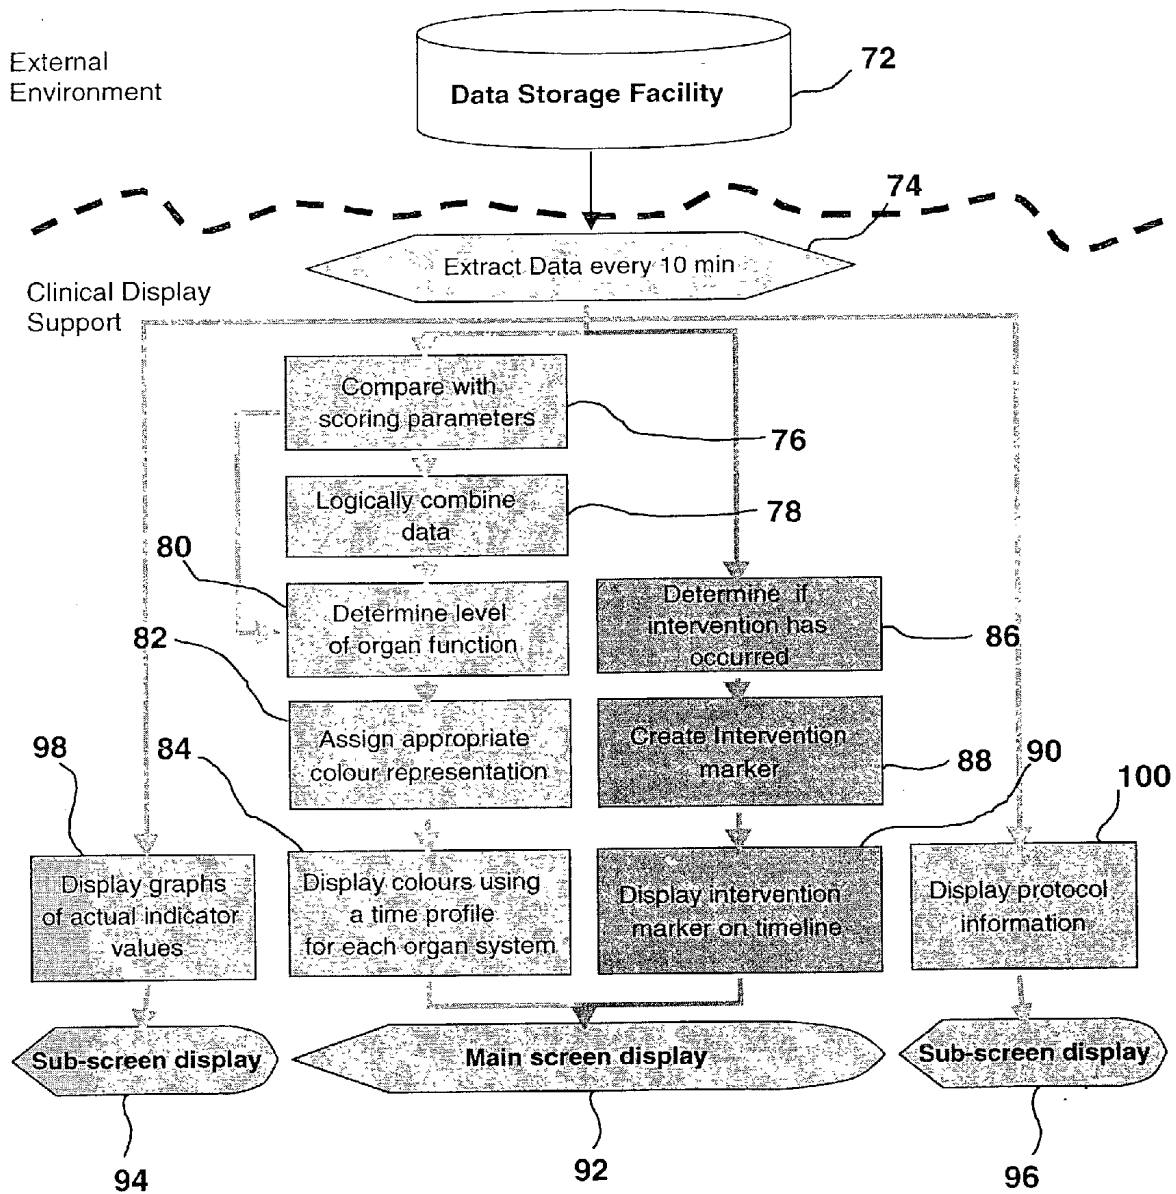 External
Environment
Data Storage Facility
72
74
Extract Data every 10 min
Clinical Display
Support
Compare with
scoring parameters
76
Logically combine
data
78
80
Determine level
of organ function
Determine if
intervention has
occurred
86
82
Assign appropriate
colour representation
Create Intervention
marker
88
90
98
84
100
Display graphs
of actual indicator
values
Display colours using
a time profile
for each organ system
Display intervention
marker on timeline
Display protocol
information
Sub-screen display
Main screen display
Sub-screen display
94
92
96